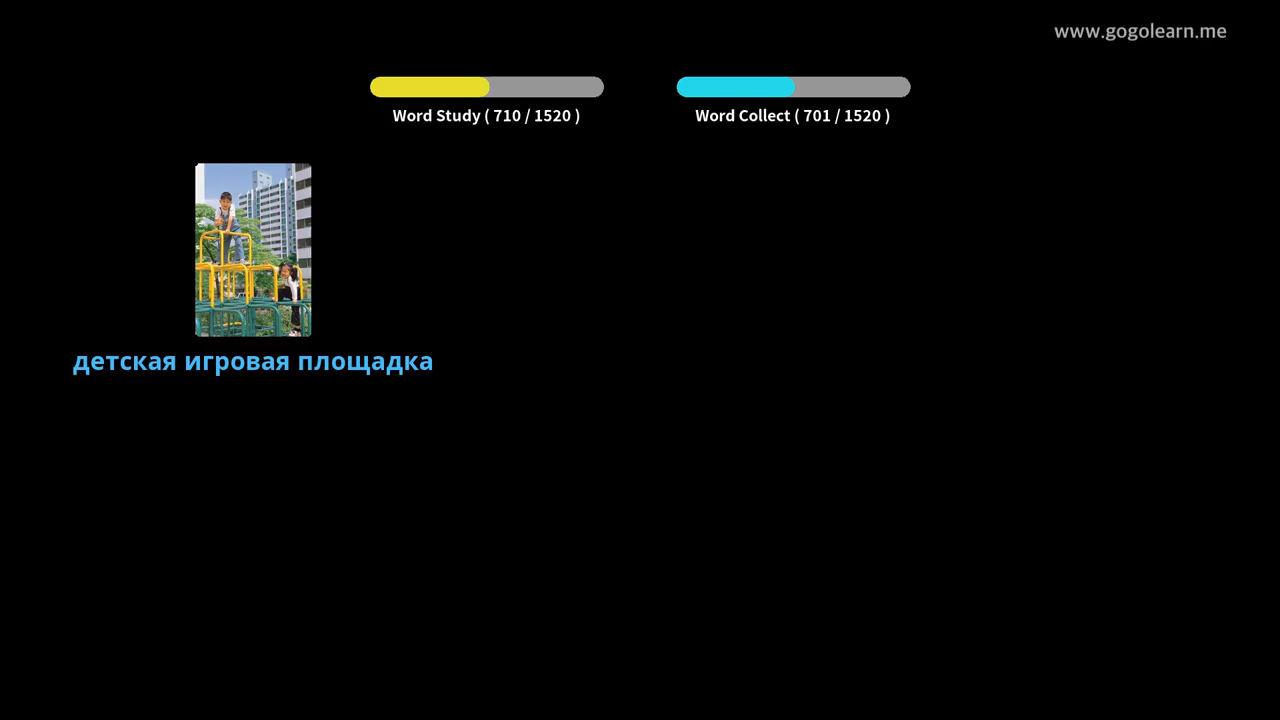 www.gogolearn.me
Word Study ( 710 / 1520 )
Word Collect ( 701 / 1520 )
детская игровая площадка